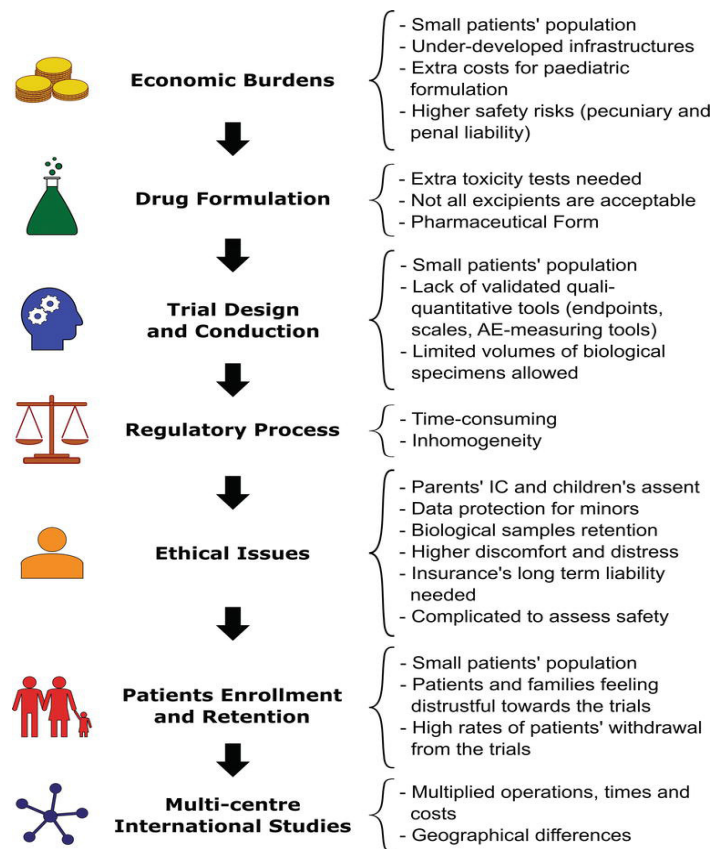 Economic Burdens
- Small patients' population
- Under-developed infrastructures
- Extra costs for paediatric
formulation
- Higher safety risks (pecuniary and
penal liability)
Drug Formulation
- Extra toxicity tests needed
- Not all excipients are acceptable
- Pharmaceutical Form
Trial Design
and Conduction
- Small patients' population
- Lack of validated quali-
quantitative tools (endpoints,
scales, AE-measuring tools)
- Limited volumes of biological
specimens allowed
Regulatory Process
- Time-consuming
- Inhomogeneity
Ethical Issues
- Parents' IC and children's assent
- Data protection for minors
- Biological samples retention
- Higher discomfort and distress
- Insurance's long term liability
needed
- Complicated to assess safety
Patients Enrollment
and Retention
- Small patients' population
- Patients and families feeling
distrustful towards the trials
- High rates of patients' withdrawal
from the trials
Multi-centre
International Studies
- Multiplied operations, times and
costs
- Geographical differences